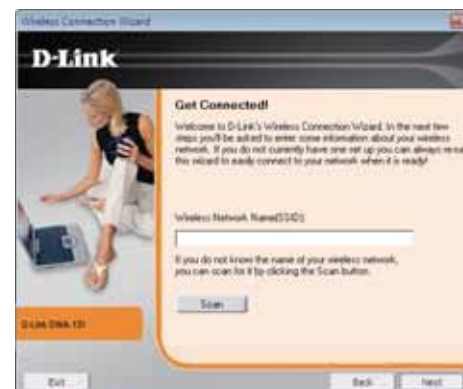 Wireless Connection Wizard
D-Link
Get Connected!
Welcome to D-Link's Wireless Connection Wizard. In the next few
steps you'll be asked to enter some information about your wireless
network. If you do not currently have one set up you can always re-run
this wizard to easily connect to your network when it is ready!
Wireless Network Name(SSID):
If you do not know the name of your wireless network,
you can scan for it by clicking the Scan button.
Scan
D-Link DWA-131
Exit
Back
Next